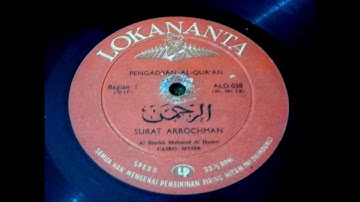 LOKANANTA
PENGADJIAN AL-QUR'AN
Bagian I
ALO-038
الرحمن
SURAT ARROCHMAN
Al Sheikh Mahmud Al Husari
CAIRO, MESIR
SPEED
LP
33⅓ RPM
SEMUA HAK MENGENAI PEMBIKINAN PIRING HITAM INI DILINDUNGI